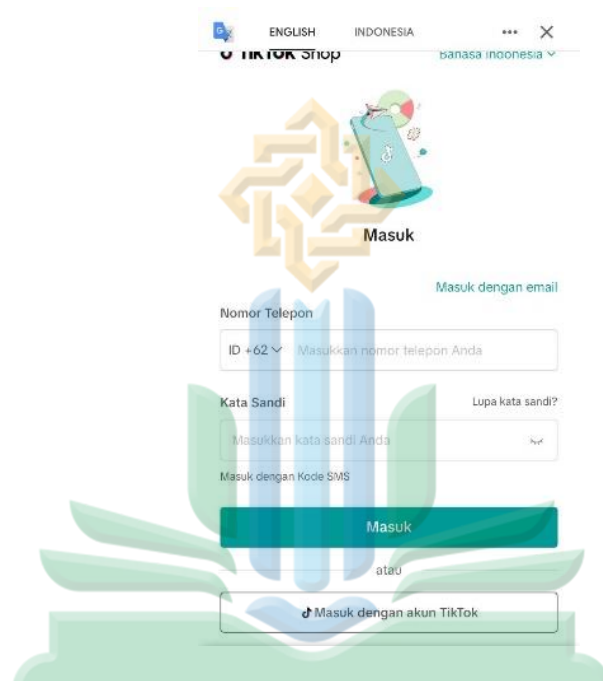 ENGLISH INDONESIA
TikTok Shop Bahasa Indonesia
Masuk
Masuk dengan email
Nomor Telepon
ID +62 Masukkan nomor telepon Anda
Kata Sandi Lupa kata sandi?
Masukkan kata sandi Anda
Masuk dengan Kode SMS
Masuk
atau
Masuk dengan akun TikTok